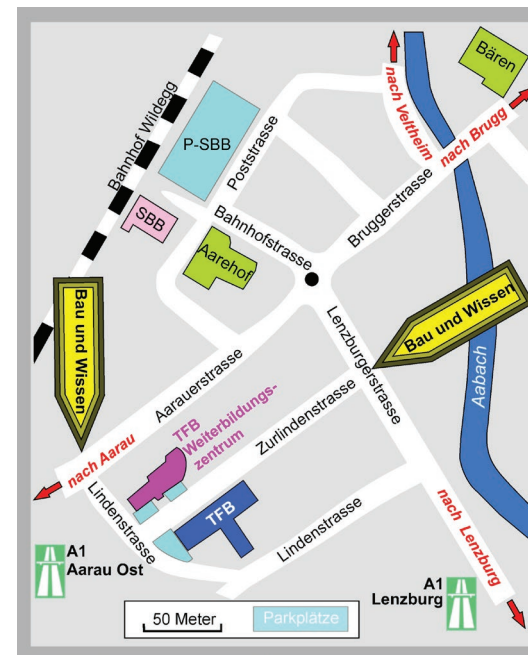 Bären
nach Veltheim
nach Brugg
Bahnhof Wildegg
P-SBB
Poststrasse
SBB
Bahnhofstrasse
Bruggerstrasse
Aarehof
Bau und Wissen
Bau und Wissen
Lenzburgerstrasse
Aabach
Aarauerstrasse
TFB
Weiterbildungs-
zentrum
Zurlindenstrasse
nach Aarau
Lindenstrasse
TFB
Lindenstrasse
nach Lenzburg
A1
Aarau Ost
A1
Lenzburg
50 Meter
Parkplätze